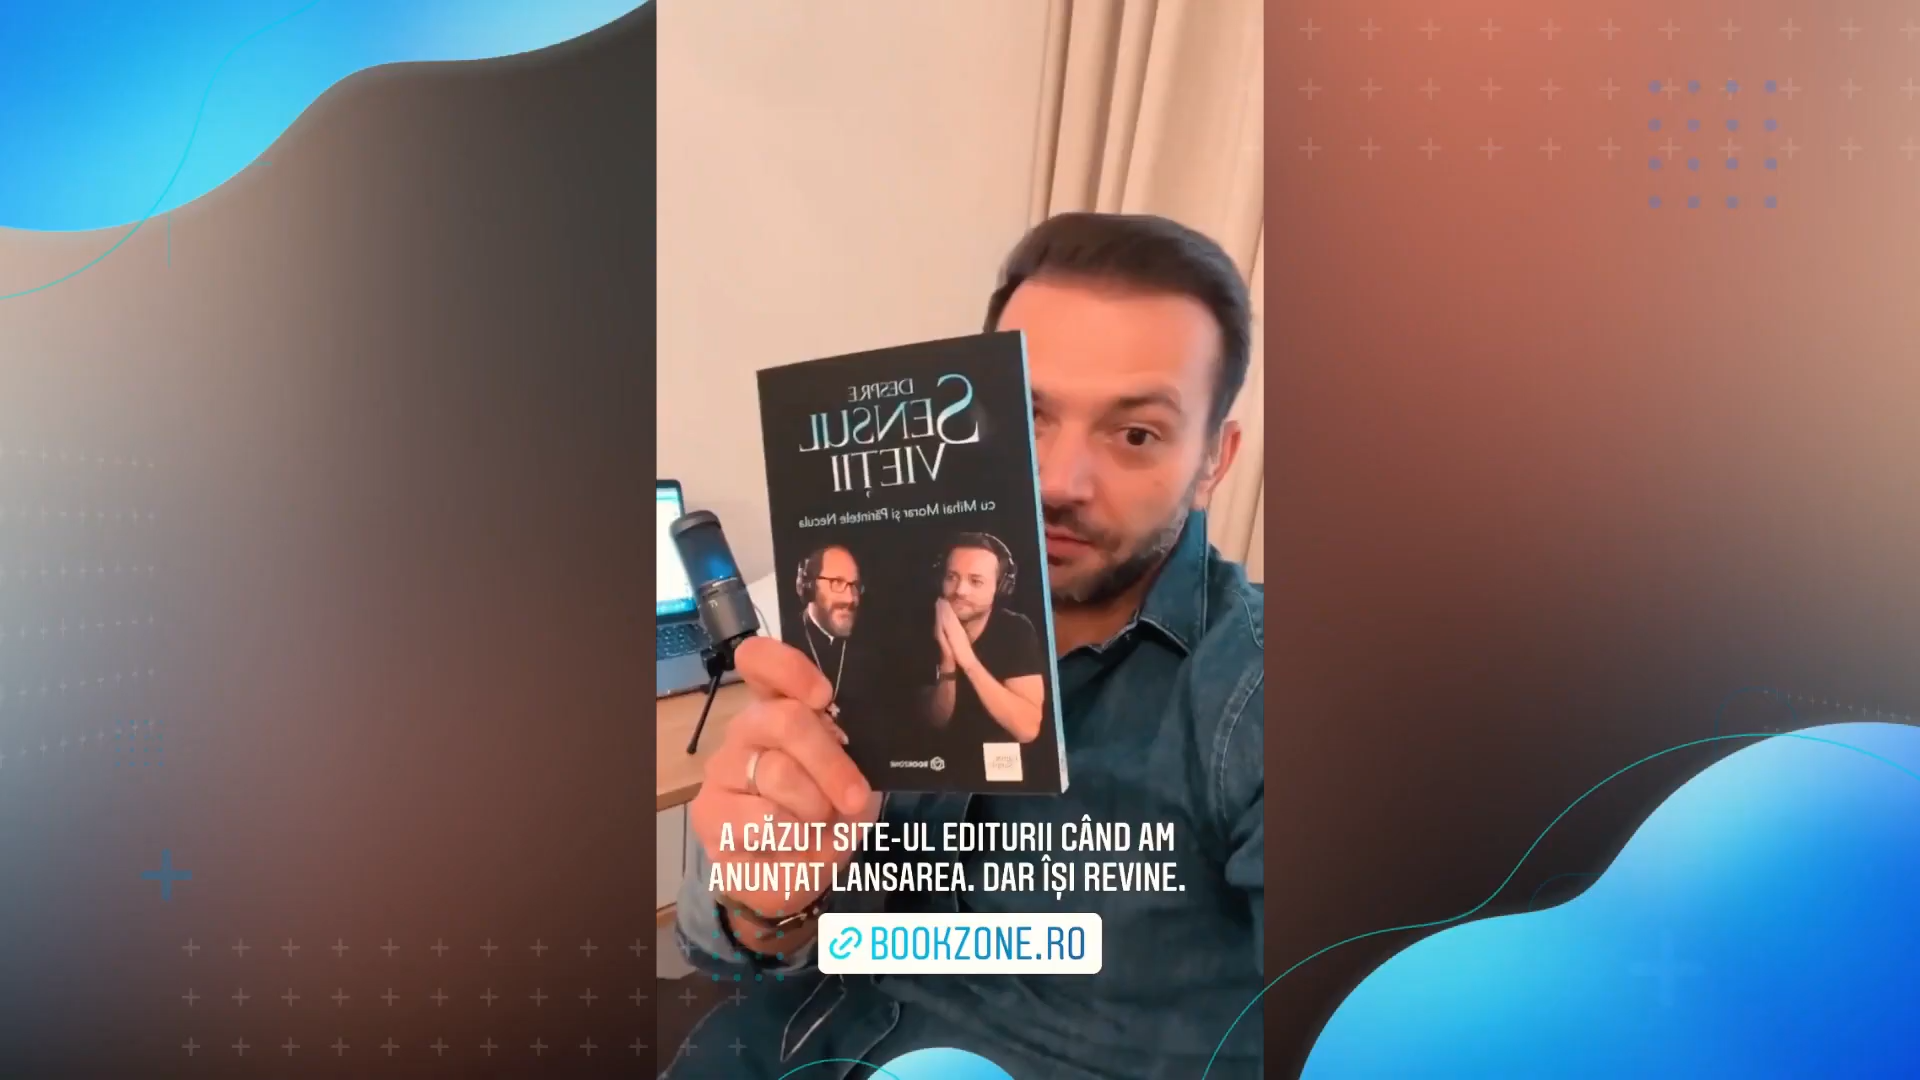 DESPRE
SENSUL
VIEȚII
cu Mihai Morar și Părintele Necula
BOOKZONE
A CĂZUT SITE-UL EDITURII CÂND AM
ANUNȚAT LANSAREA. DAR ÎȘI REVINE.
BOOKZONE.RO